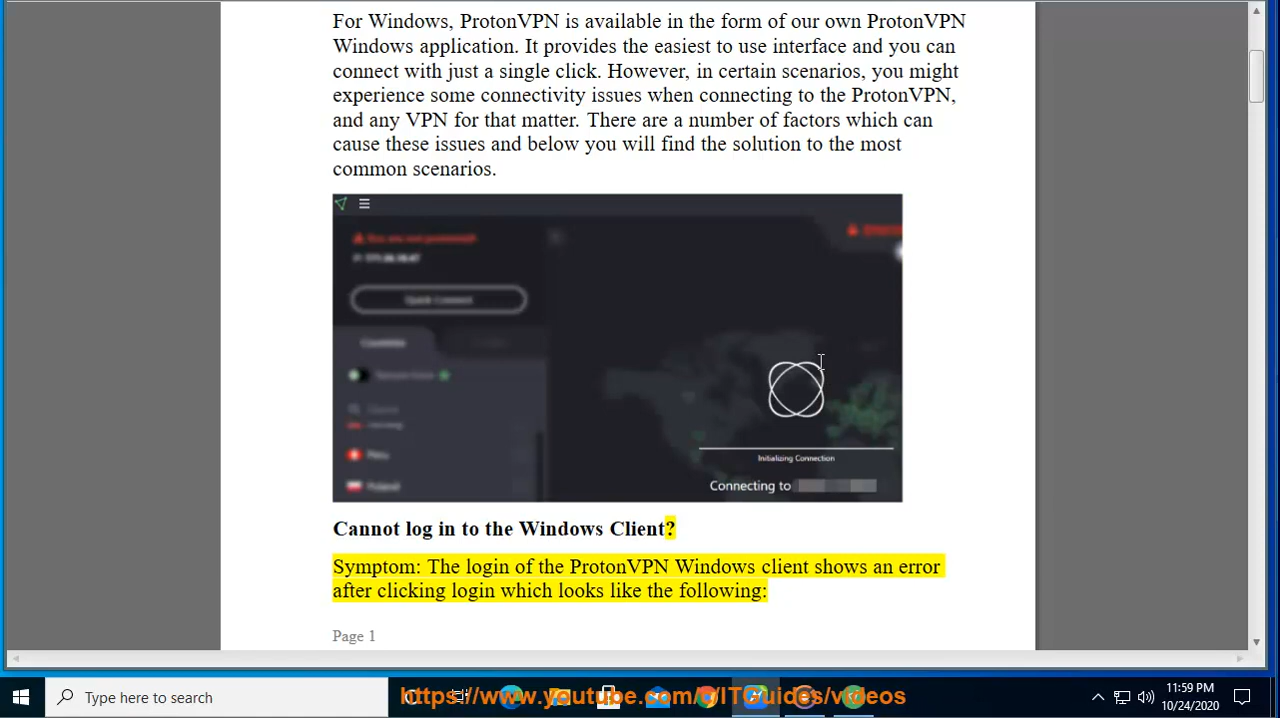 For Windows, ProtonVPN is available in the form of our own ProtonVPN
Windows application. It provides the easiest to use interface and you can
connect with just a single click. However, in certain scenarios, you might
experience some connectivity issues when connecting to the ProtonVPN,
and any VPN for that matter. There are a number of factors which can
cause these issues and below you will find the solution to the most
common scenarios.
Quick Connect
Countries
Peru
Poland
Initializing Connection
Connecting to
Cannot log in to the Windows Client?
Symptom: The login of the ProtonVPN Windows client shows an error
after clicking login which looks like the following:
Page 1
Type here to search
https://www.youtube.com/c/ITGuides/videos
11:59 PM
10/24/2020